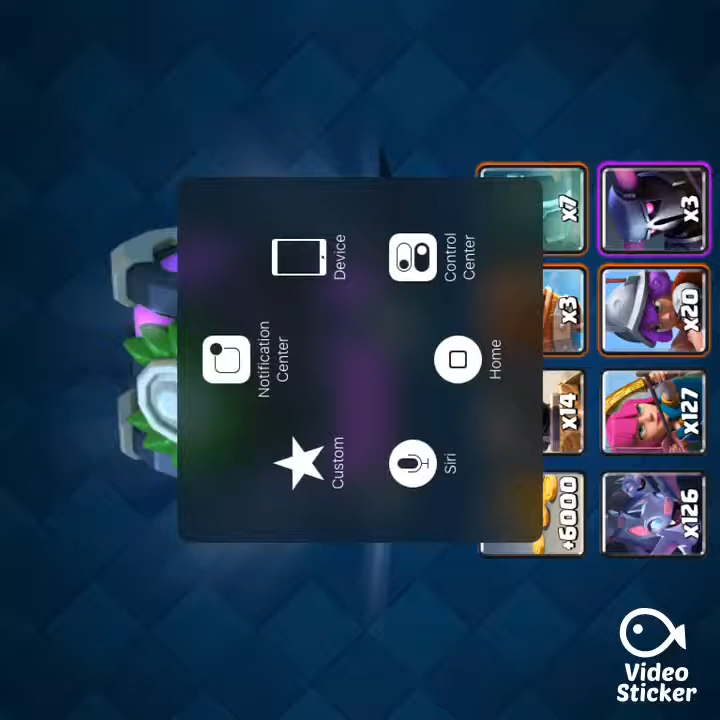 Notification
Center
Device
Custom
Control
Center
Siri
Home
x7
x3
x14
+6000
x3
x20
x127
x126
Video
Sticker